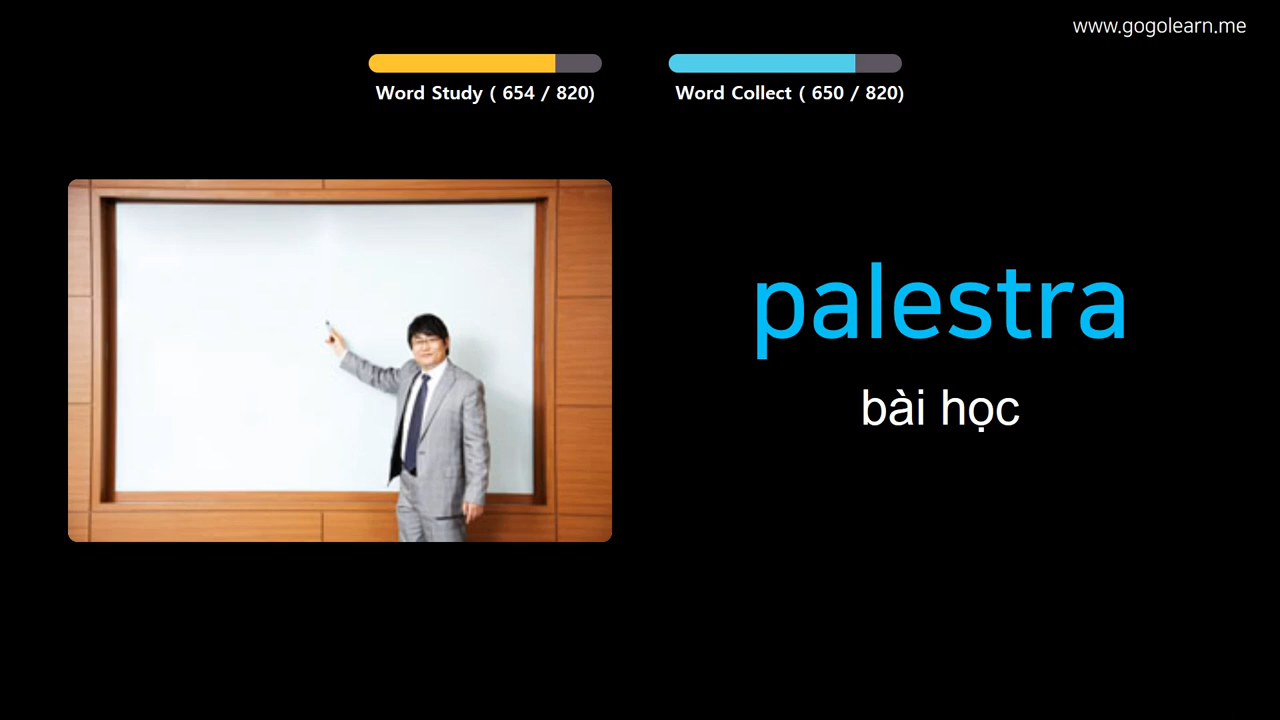 www.gogolearn.me
Word Study ( 654 / 820)
Word Collect ( 650 / 820)
palestra
bài học